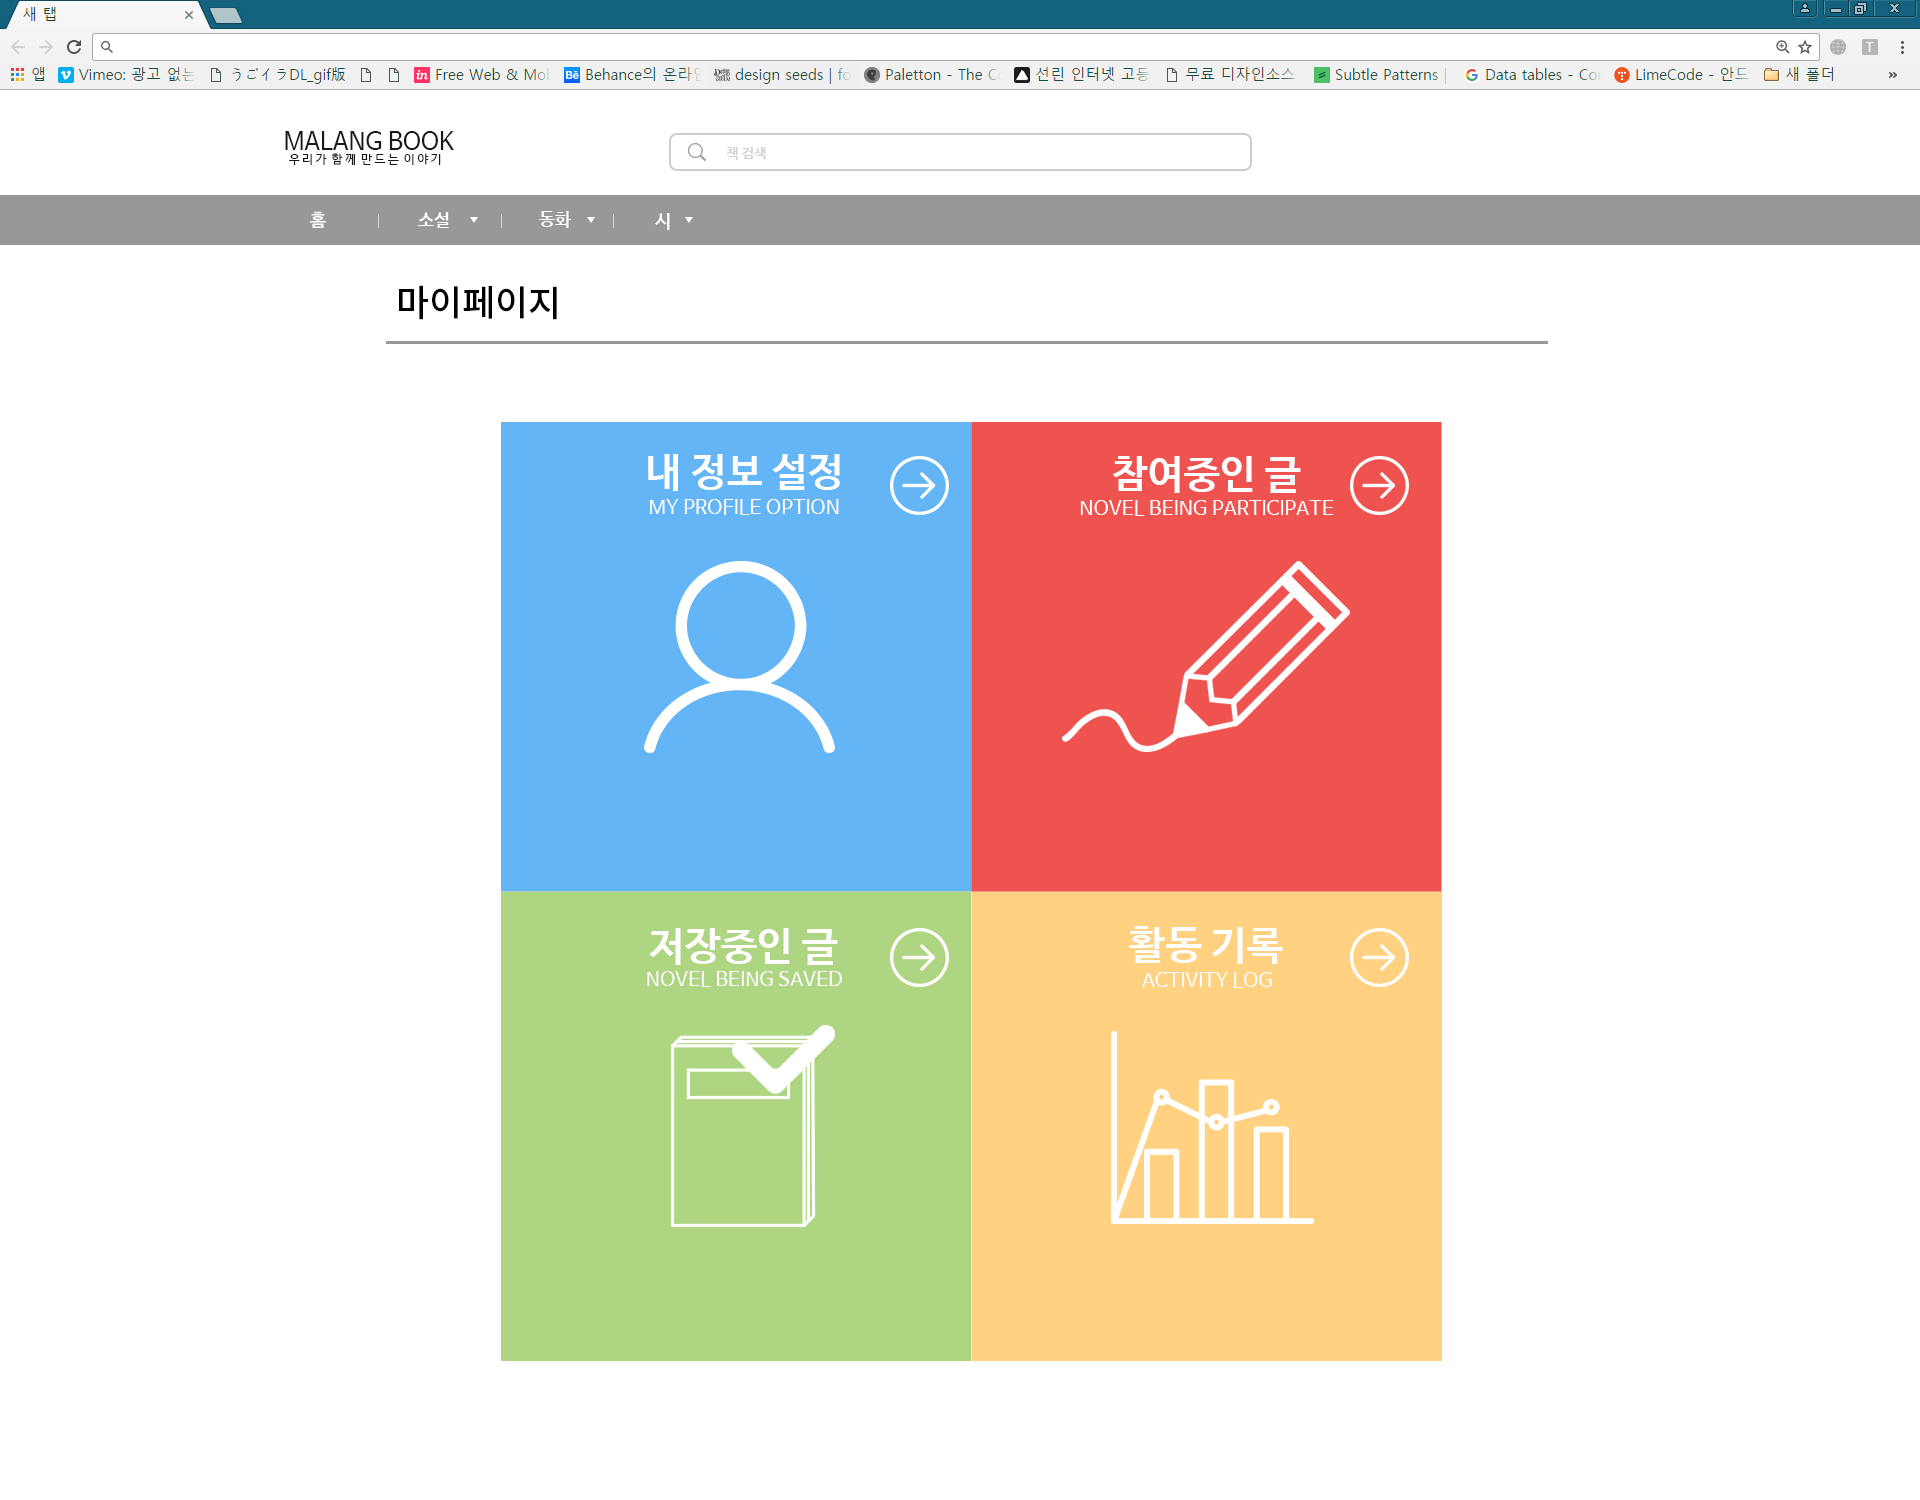 새 탭
앱 Vimeo: 광고 없는 うごイラDL_gif版 Free Web & Mo Behance의 온라인 design seeds | fo Paletton - The C 선린 인터넷 고등 무료 디자인소스 Subtle Patterns | Data tables - Co LimeCode - 안드 새 폴더 »
MALANG BOOK
우리가 함께 만드는 이야기
책 검색
홈 소설 동화 시
마이페이지
내 정보 설정
MY PROFILE OPTION
참여중인 글
NOVEL BEING PARTICIPATE
저장중인 글
NOVEL BEING SAVED
활동 기록
ACTIVITY LOG